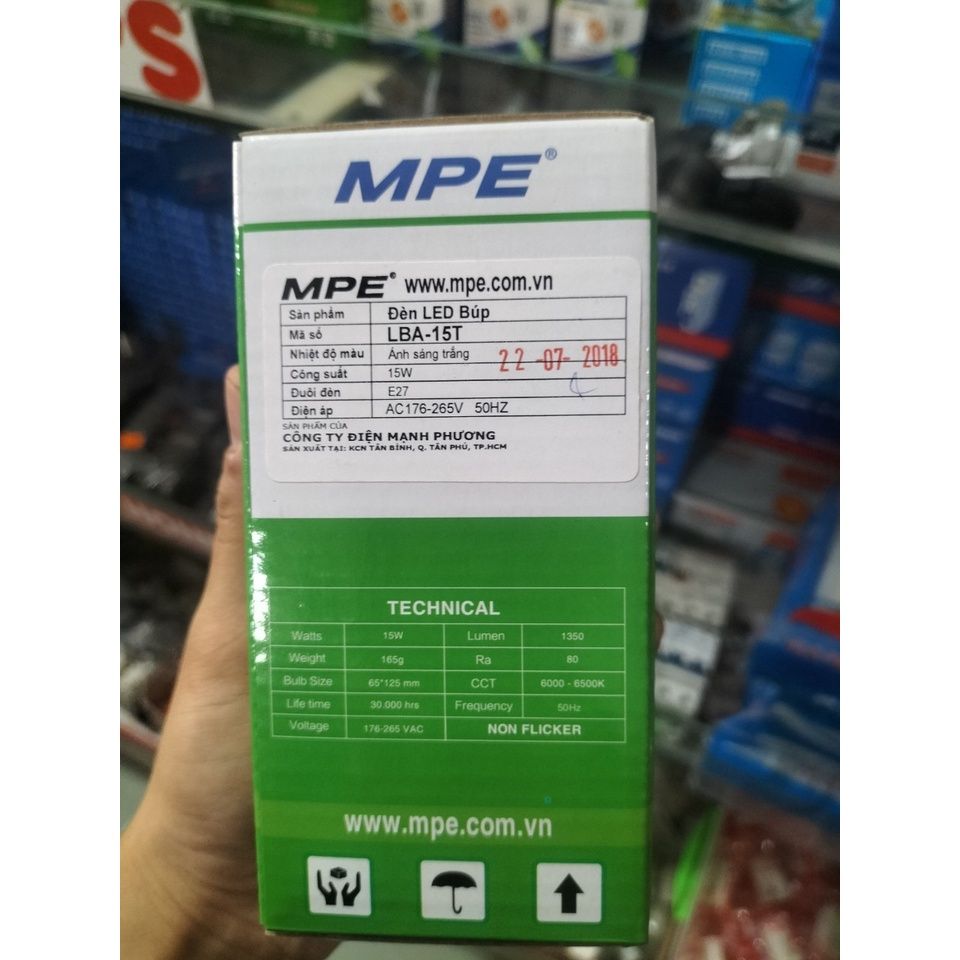 S
MPE®
MPE® www.mpe.com.vn
Sản phẩm Đèn LED Búp
Mã số LBA-15T
Nhiệt độ màu Ánh sáng trắng 22 -07- 2018
Công suất 15W
Đuôi đèn E27
Điện áp AC176-265V 50HZ
SẢN PHẨM CỦA
CÔNG TY ĐIỆN MẠNH PHƯƠNG
SẢN XUẤT TẠI: KCN TÂN BÌNH, Q. TÂN PHÚ, TP.HCM
TECHNICAL
Watts 15W Lumen 1350
Weight 165g Ra 80
Bulb Size 65*125 mm CCT 6000 - 6500K
Life time 30.000 hrs Frequency 50Hz
Voltage 176-265 VAC NON FLICKER
www.mpe.com.vn